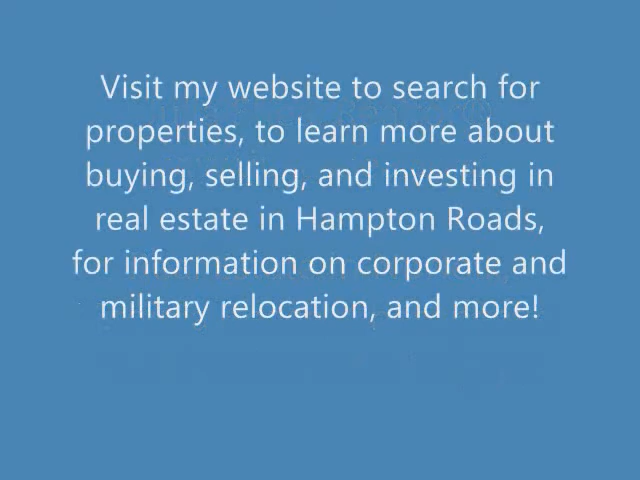 Visit my website to search for
properties, to learn more about
buying, selling, and investing in
real estate in Hampton Roads,
for information on corporate and
military relocation, and more!